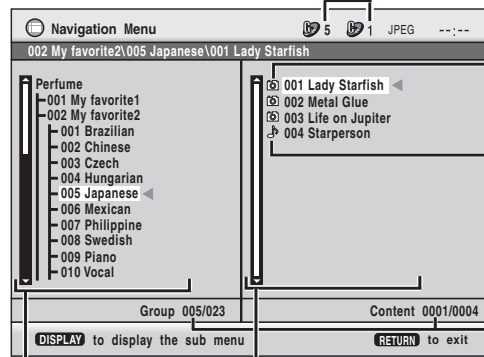 Navigation Menu 5 1 JPEG --:--
002 My favorite2\005 Japanese\001 Lady Starfish
Perfume
001 My favorite1
002 My favorite2
001 Brazilian
002 Chinese
003 Czech
004 Hungarian
005 Japanese
006 Mexican
007 Philippine
008 Swedish
009 Piano
010 Vocal
001 Lady Starfish
002 Metal Glue
003 Life on Jupiter
004 Starperson
Group 005/023
Content 0001/0004
DISPLAY to display the sub menu
RETURN to exit